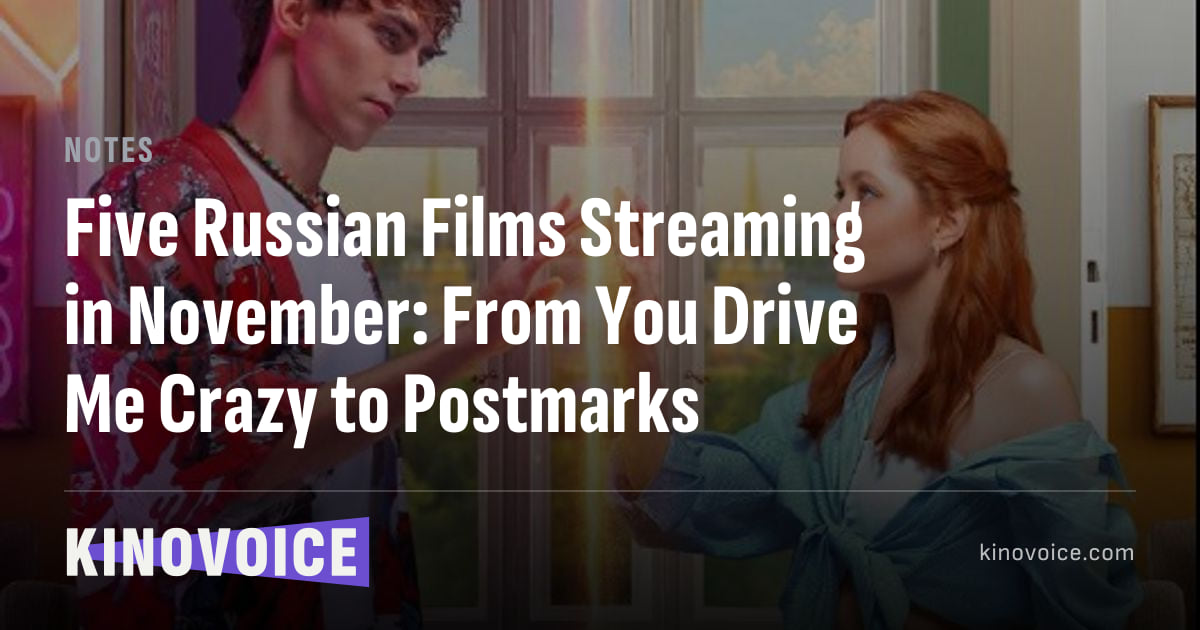 NOTES
Five Russian Films Streaming
in November: From You Drive
Me Crazy to Postmarks
KINOVOICE
kinovoice.com